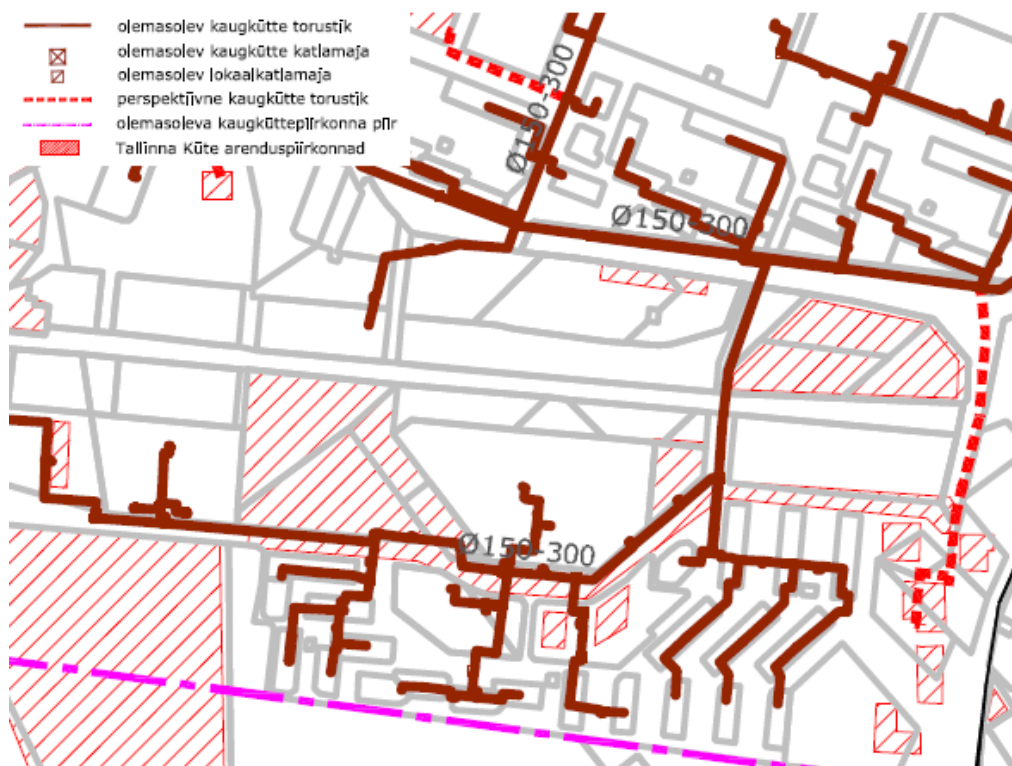 olemasolev kaugkütte torustik
olemasolev kaugkütte katlamaja
olemasolev lokaalkatlamaja
perspektiivne kaugkütte torustik
olemasoleva kaugküttepiirkonna piir
Tallinna Küte arenduspiirkonnad
Ø150-300
Ø150-300
Ø150-300